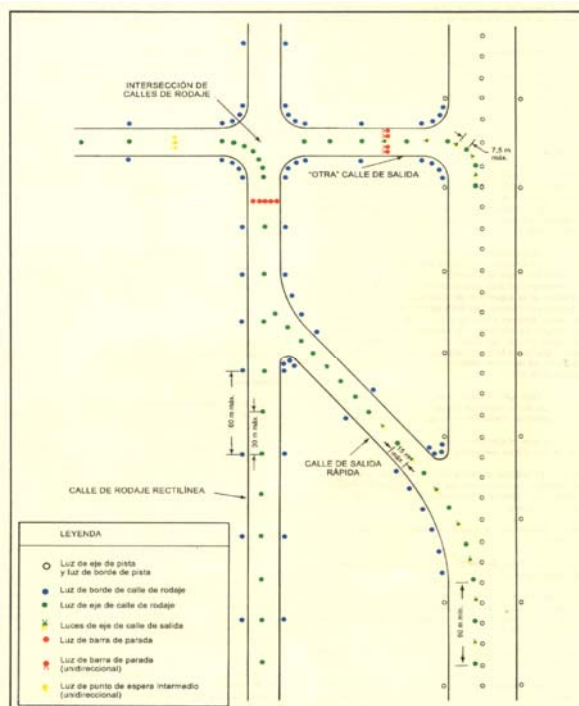 INTERSECCIÓN DE
CALLES DE RODAJE
7,5 m
máx.
"OTRA" CALLE DE SALIDA
60 m máx.
30 m máx.
15 m
máx.
CALLE DE SALIDA
RÁPIDA
CALLE DE RODAJE RECTILÍNEA
60 m mín.
LEYENDA
Luz de eje de pista
y luz de borde de pista
Luz de borde de calle de rodaje
Luz de eje de calle de rodaje
Luces de eje de calle de salida
Luz de barra de parada
Luz de barra de parada
(unidireccional)
Luz de punto de espera intermedio
(unidireccional)